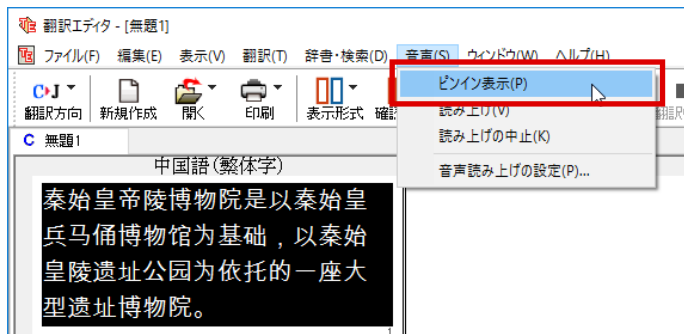 翻訳エディタ - [無題1]
ファイル(F) 編集(E) 表示(V) 翻訳(T) 辞書・検索(D) 音声(S) ウィンドウ(W) ヘルプ(H)
C▸J
翻訳方向 新規作成 開く 印刷 表示形式
ピンイン表示(P)
読み上げ(V)
読み上げの中止(K)
音声読み上げの設定(P)...
C 無題1
中国語(繁体字)
秦始皇帝陵博物院是以秦始皇
兵马俑博物馆为基础，以秦始
皇陵遗址公园为依托的一座大
型遗址博物院。
1